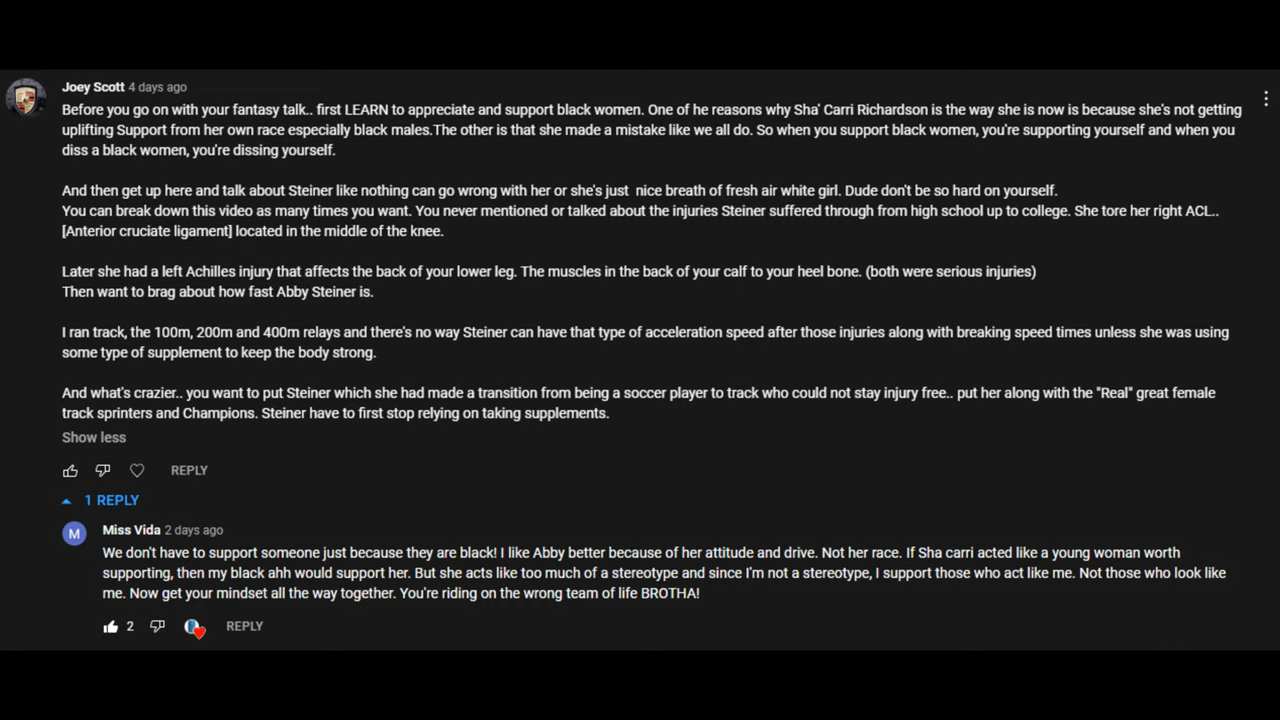 Joey Scott 4 days ago
Before you go on with your fantasy talk.. first LEARN to appreciate and support black women. One of he reasons why Sha' Carri Richardson is the way she is now is because she's not getting
uplifting Support from her own race especially black males.The other is that she made a mistake like we all do. So when you support black women, you're supporting yourself and when you
diss a black women, you're dissing yourself.
And then get up here and talk about Steiner like nothing can go wrong with her or she's just nice breath of fresh air white girl. Dude don't be so hard on yourself.
You can break down this video as many times you want. You never mentioned or talked about the injuries Steiner suffered through from high school up to college. She tore her right ACL..
[Anterior cruciate ligament] located in the middle of the knee.
Later she had a left Achilles injury that affects the back of your lower leg. The muscles in the back of your calf to your heel bone. (both were serious injuries)
Then want to brag about how fast Abby Steiner is.
I ran track, the 100m, 200m and 400m relays and there's no way Steiner can have that type of acceleration speed after those injuries along with breaking speed times unless she was using
some type of supplement to keep the body strong.
And what's crazier.. you want to put Steiner which she had made a transition from being a soccer player to track who could not stay injury free.. put her along with the "Real" great female
track sprinters and Champions. Steiner have to first stop relying on taking supplements.
Show less
REPLY
1 REPLY
M
Miss Vida 2 days ago
We don't have to support someone just because they are black! I like Abby better because of her attitude and drive. Not her race. If Sha carri acted like a young woman worth
supporting, then my black ahh would support her. But she acts like too much of a stereotype and since I'm not a stereotype, I support those who act like me. Not those who look like
me. Now get your mindset all the way together. You're riding on the wrong team of life BROTHA!
2 REPLY